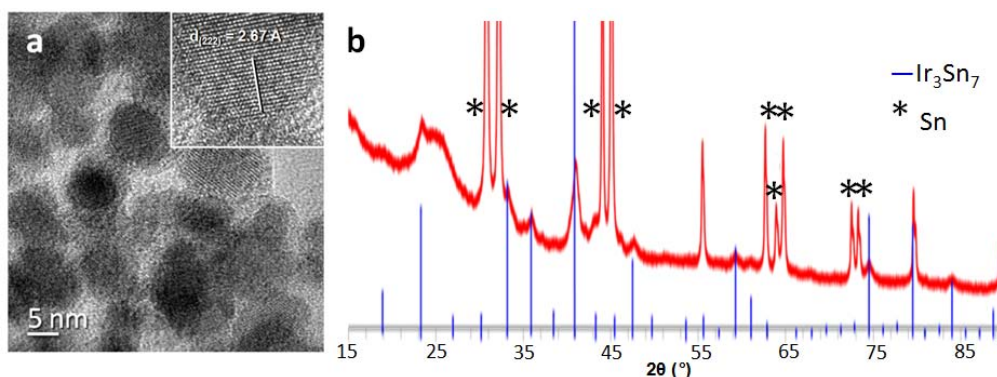 a
d(222) = 2.67 A
5 nm
b
Ir₃Sn₇
* Sn
* * * * ** * **
15 25 35 45 55 65 75 85
2θ (°)